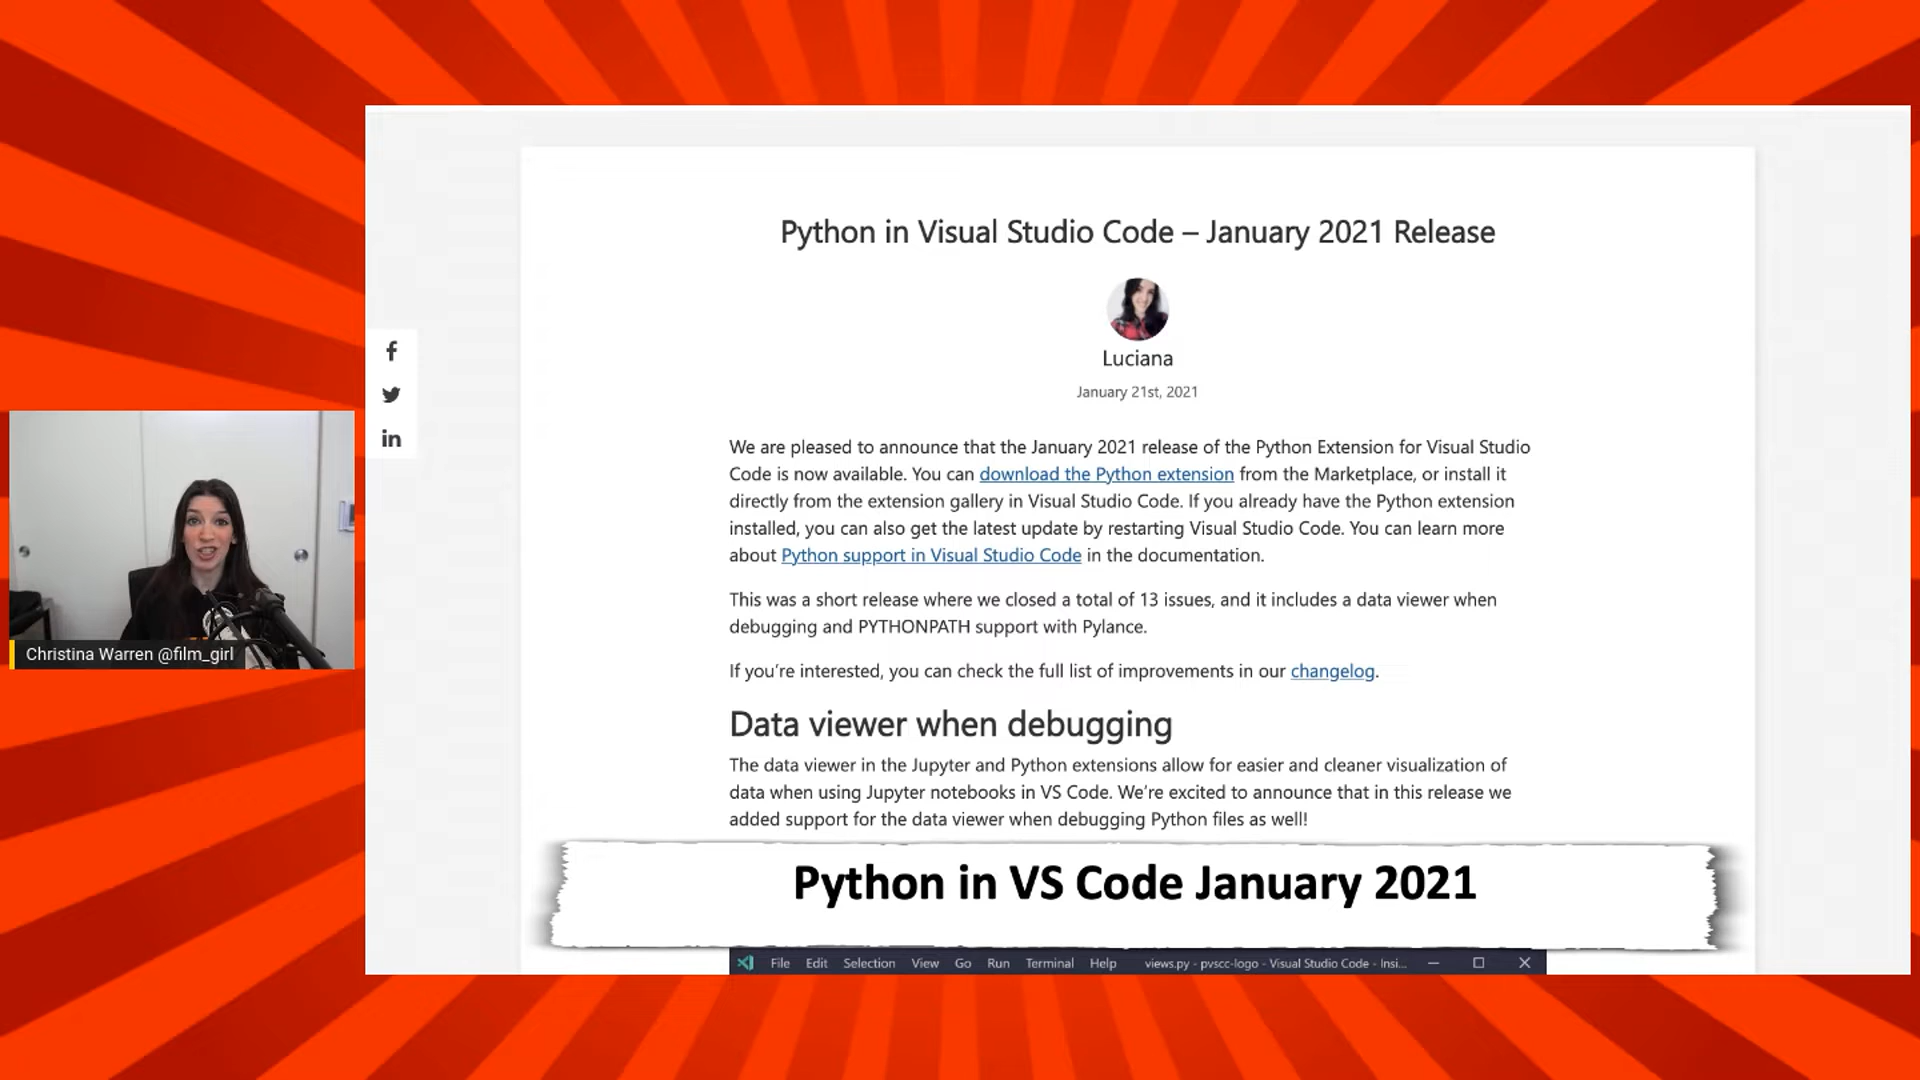 Python in Visual Studio Code – January 2021 Release
Luciana
January 21st, 2021
We are pleased to announce that the January 2021 release of the Python Extension for Visual Studio
Code is now available. You can download the Python extension from the Marketplace, or install it
directly from the extension gallery in Visual Studio Code. If you already have the Python extension
installed, you can also get the latest update by restarting Visual Studio Code. You can learn more
about Python support in Visual Studio Code in the documentation.
This was a short release where we closed a total of 13 issues, and it includes a data viewer when
debugging and PYTHONPATH support with Pylance.
If you’re interested, you can check the full list of improvements in our changelog.
Data viewer when debugging
The data viewer in the Jupyter and Python extensions allow for easier and cleaner visualization of
data when using Jupyter notebooks in VS Code. We’re excited to announce that in this release we
added support for the data viewer when debugging Python files as well!
Python in VS Code January 2021
File Edit Selection View Go Run Terminal Help views.py - pvscc-logo - Visual Studio Code - Insi...
Christina Warren @film_girl